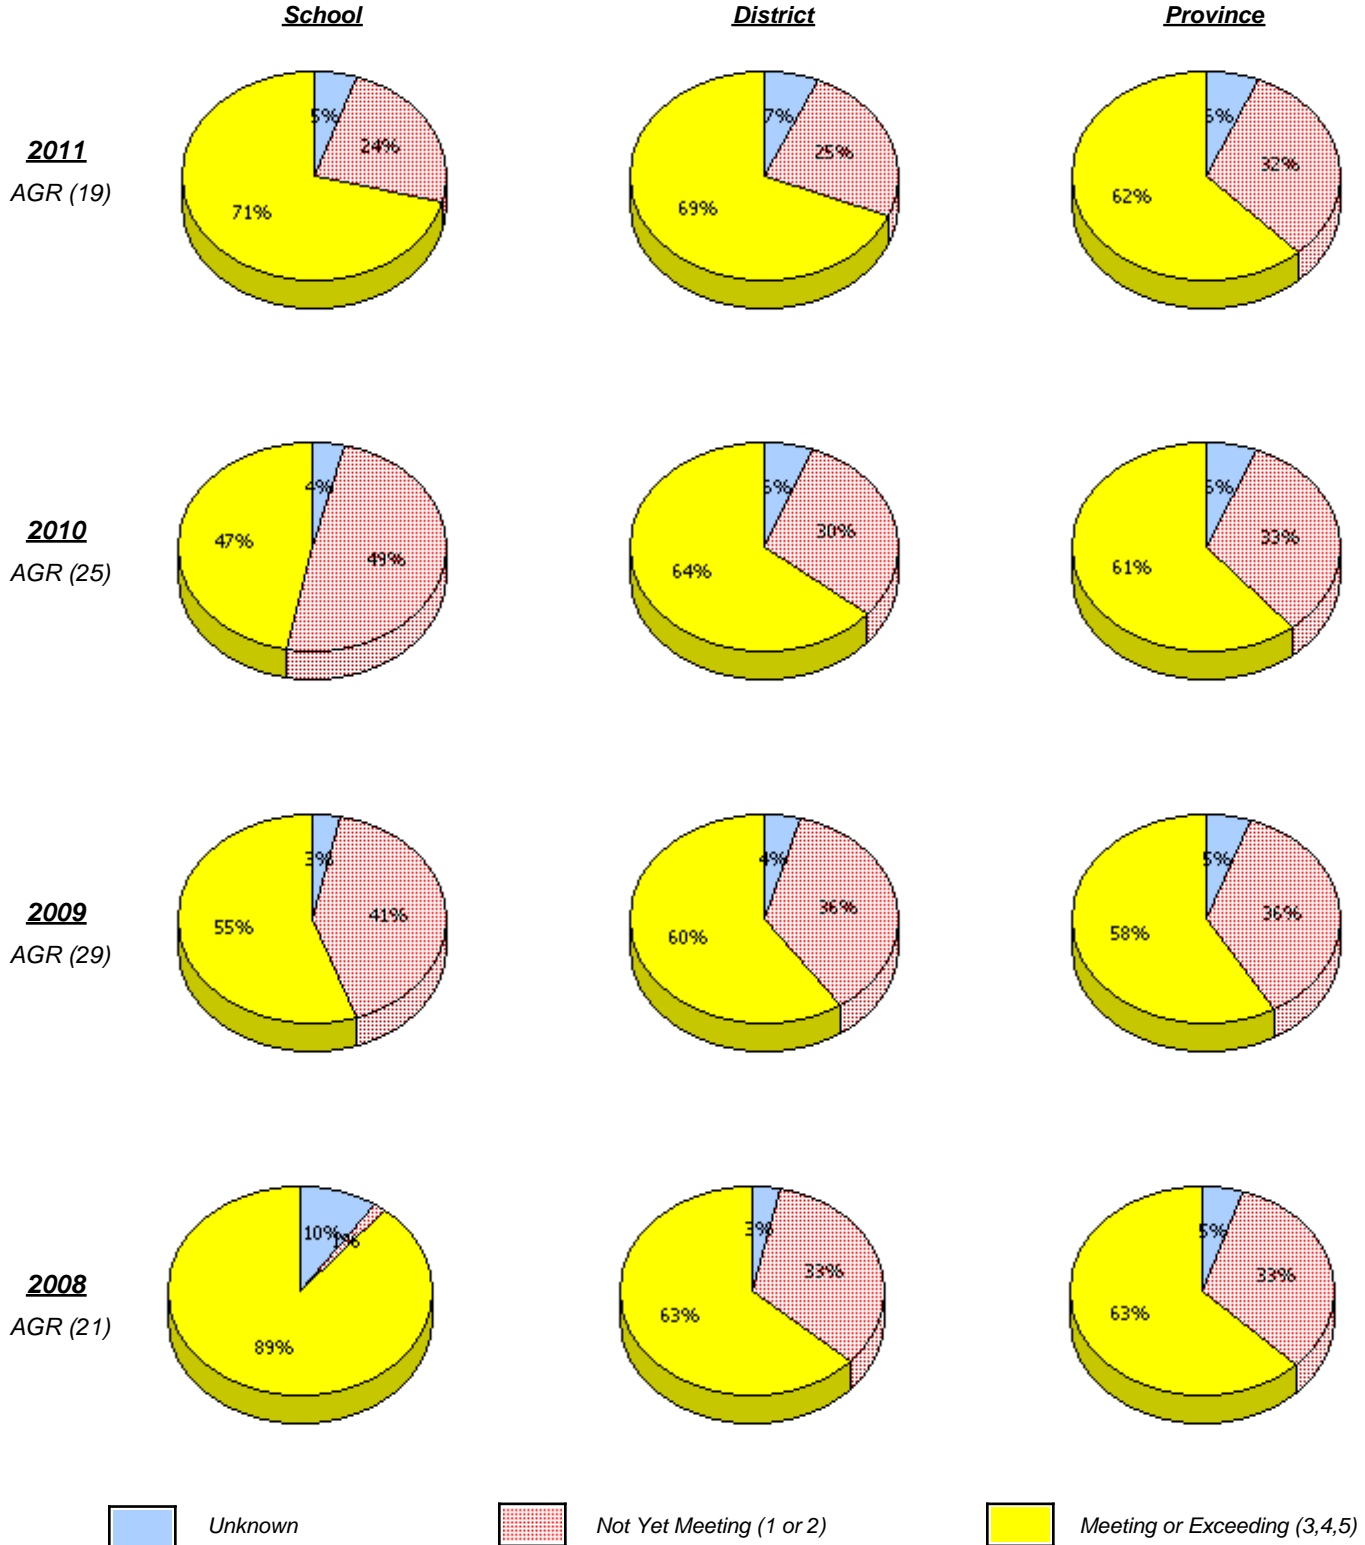 School District Province
5% 7% 6%
2011 24% 25% 32%
AGR (19) 71% 69% 62%
4% 6% 6%
2010 47% 49% 30% 33%
AGR (25) 64% 61%
3% 4% 5%
2009 55% 41% 36% 36%
AGR (29) 60% 58%
10% 1% 3% 5%
2008 33% 33%
AGR (21) 89% 63% 63%
Unknown Not Yet Meeting (1 or 2) Meeting or Exceeding (3,4,5)